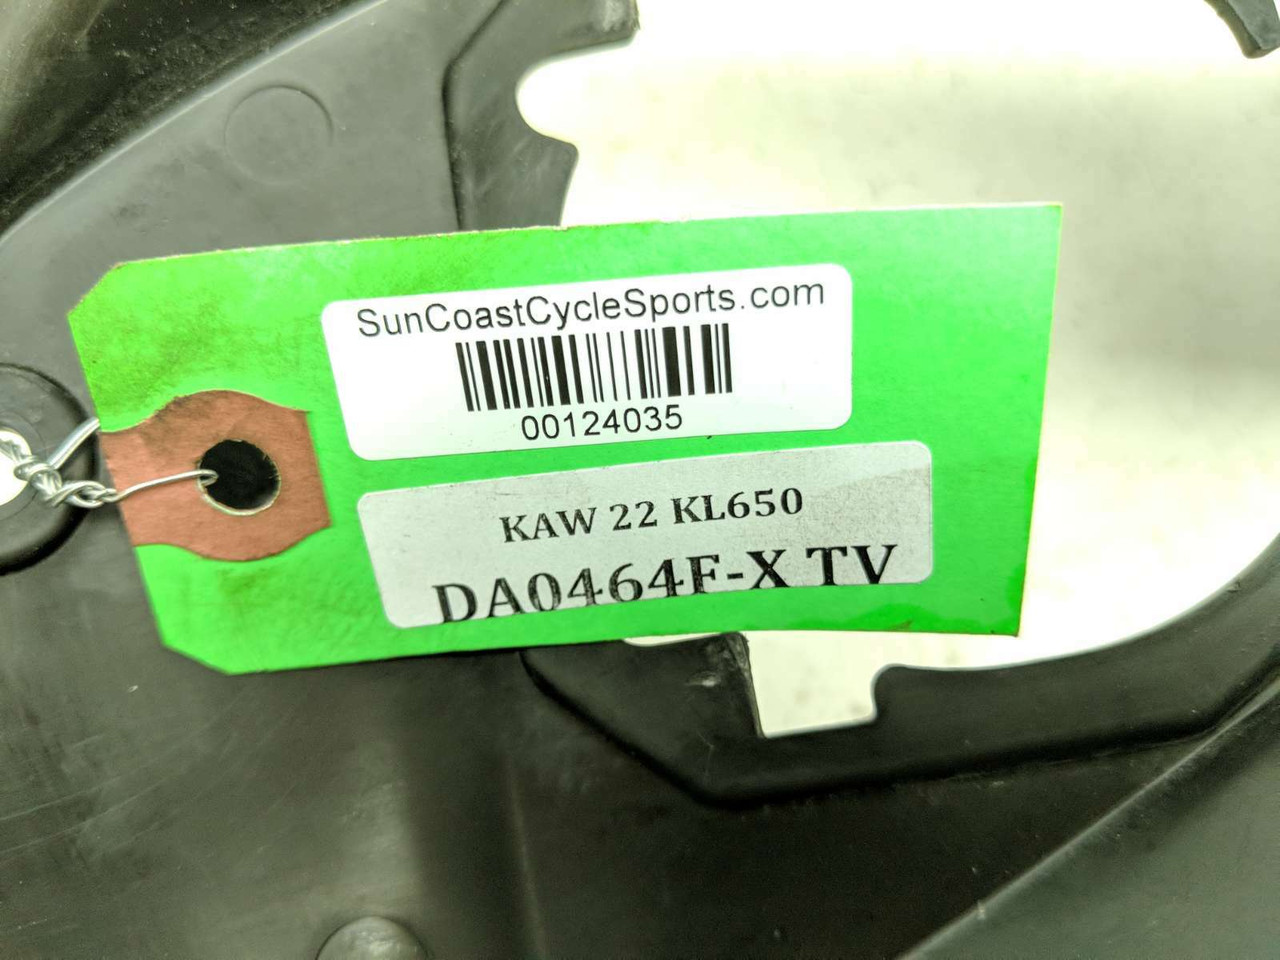 SunCoastCycleSports.com
00124035
KAW 22 KL650
DA0464F-X TV